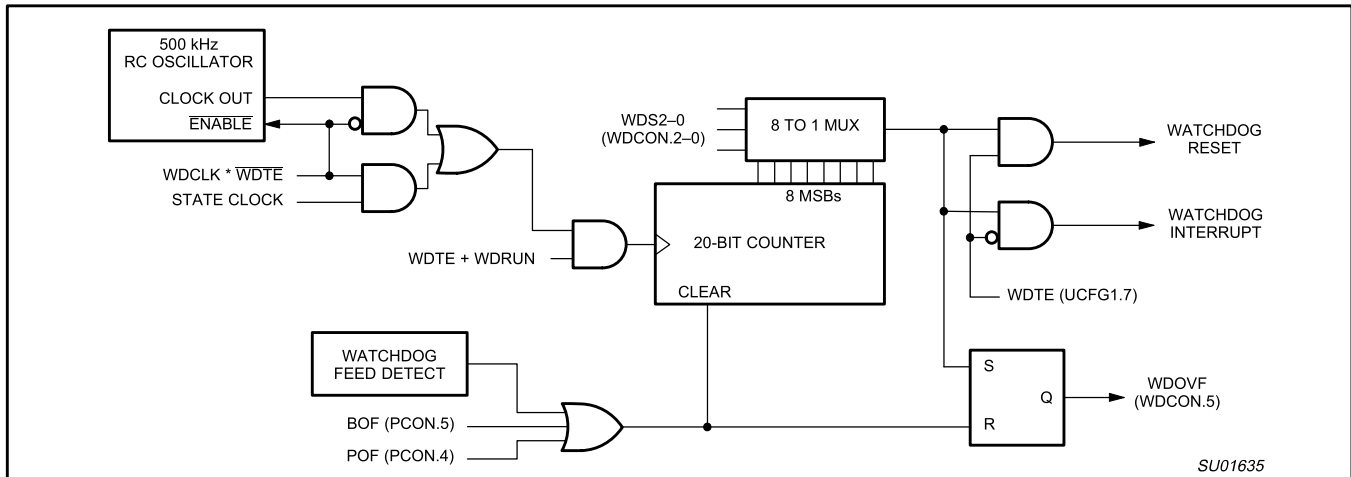 500 kHz
RC OSCILLATOR
CLOCK OUT
ENABLE
WDCLK * WDTE
STATE CLOCK
WDS2–0
(WDCON.2–0)
8 TO 1 MUX
8 MSBs
20-BIT COUNTER
CLEAR
WDTE + WDRUN
WATCHDOG
RESET
WATCHDOG
INTERRUPT
WDTE (UCFG1.7)
WATCHDOG
FEED DETECT
BOF (PCON.5)
POF (PCON.4)
S
Q
R
WDOVF
(WDCON.5)
SU01635